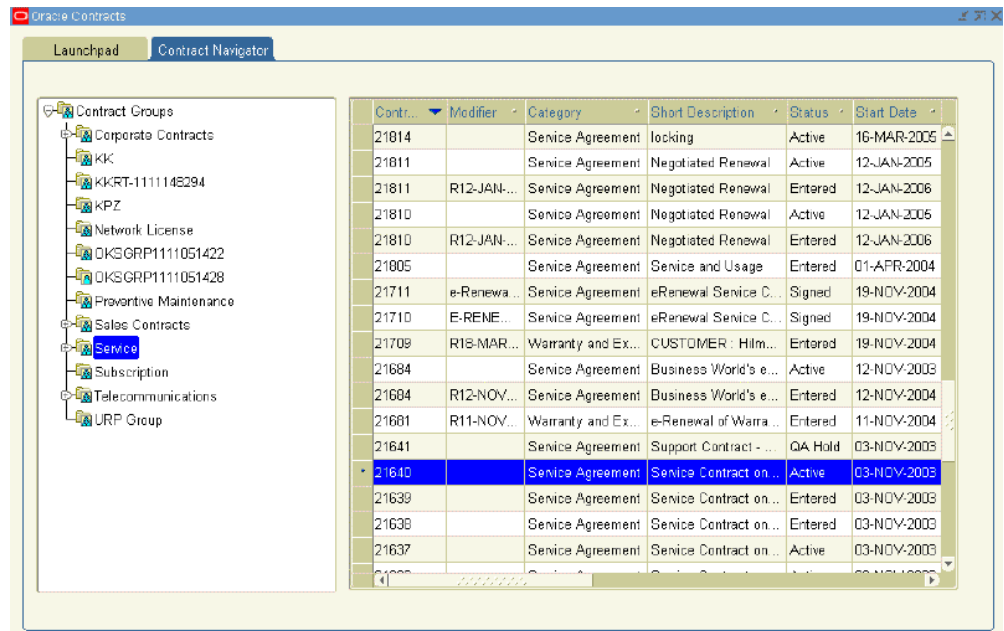 Oracle Contracts
Launchpad Contract Navigator
Contract Groups
Corporate Contracts
KK
KKRT-1111148294
KPZ
Network License
OKSGRP1111051422
OKSGRP1111051428
Preventive Maintenance
Sales Contracts
Service
Subscription
Telecommunications
URP Group
Contr... Modifier Category Short Description Status Start Date
21814 Service Agreement locking Active 16-MAR-2005
21811 Service Agreement Negotiated Renewal Active 12-JAN-2005
21811 R12-JAN-... Service Agreement Negotiated Renewal Entered 12-JAN-2006
21810 Service Agreement Negotiated Renewal Active 12-JAN-2005
21810 R12-JAN-... Service Agreement Negotiated Renewal Entered 12-JAN-2006
21805 Service Agreement Service and Usage Entered 01-APR-2004
21711 e-Renewa... Service Agreement eRenewal Service C... Signed 19-NOV-2004
21710 E-RENE... Service Agreement eRenewal Service C... Signed 19-NOV-2004
21709 R18-MAR... Warranty and Ex... CUSTOMER : Hilm... Entered 19-NOV-2004
21684 Service Agreement Business World's e... Active 12-NOV-2003
21684 R12-NOV... Service Agreement Business World's e... Entered 12-NOV-2004
21681 R11-NOV... Warranty and Ex... e-Renewal of Warra... Entered 11-NOV-2004
21641 Service Agreement Support Contract - ... QA Hold 03-NOV-2003
21640 Service Agreement Service Contract on... Active 03-NOV-2003
21639 Service Agreement Service Contract on... Entered 03-NOV-2003
21638 Service Agreement Service Contract on... Entered 03-NOV-2003
21637 Service Agreement Service Contract on... Active 03-NOV-2003